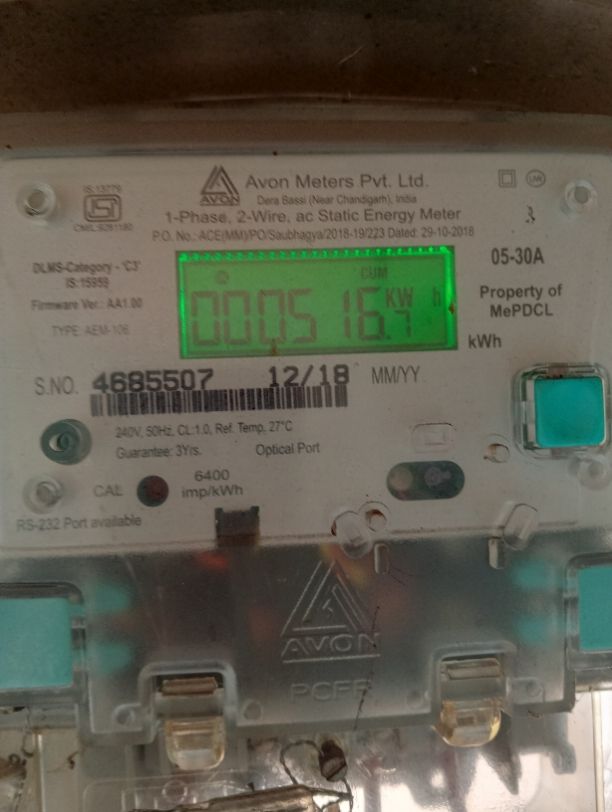 IS:13779
ISI
CM/L:9261180
AVON
Avon Meters Pvt. Ltd.
Dera Bassi (Near Chandigarh), India
1-Phase, 2-Wire, ac Static Energy Meter
P.O. No.: ACE(MM)/PO/Saubhagya/2018-19/223 Dated: 29-10-2018
DLMS-Category - 'C3'
IS:15959
Firmware Ver.: AA1.00
TYPE: AEM-106
CUM
000516.7 KW h
05-30A
Property of
MePDCL
kWh
S.NO. 4685507 12/18 MM/YY
240V, 50Hz, CL:1.0, Ref. Temp. 27°C
Guarantee: 3Yrs. Optical Port
CAL 6400
imp/kWh
RS-232 Port available
AVON